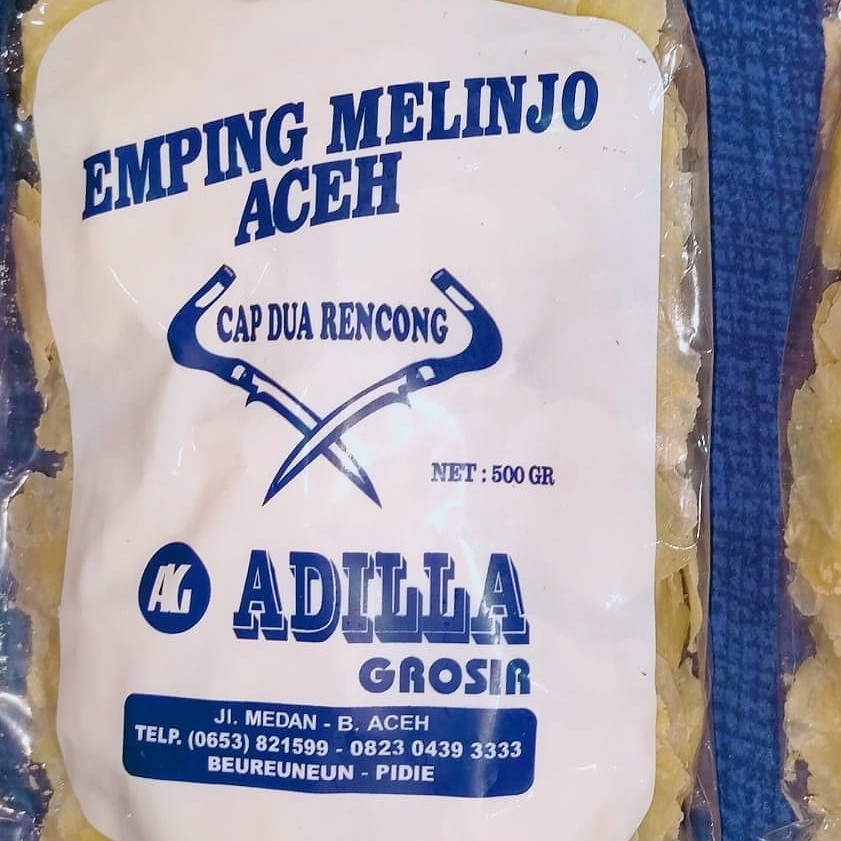 EMPING MELINJO
ACEH
CAP DUA RENCONG
NET : 500 GR
AG
ADILLA
GROSIR
Jl. MEDAN - B. ACEH
TELP. (0653) 821599 - 0823 0439 3333
BEUREUNEUN - PIDIE